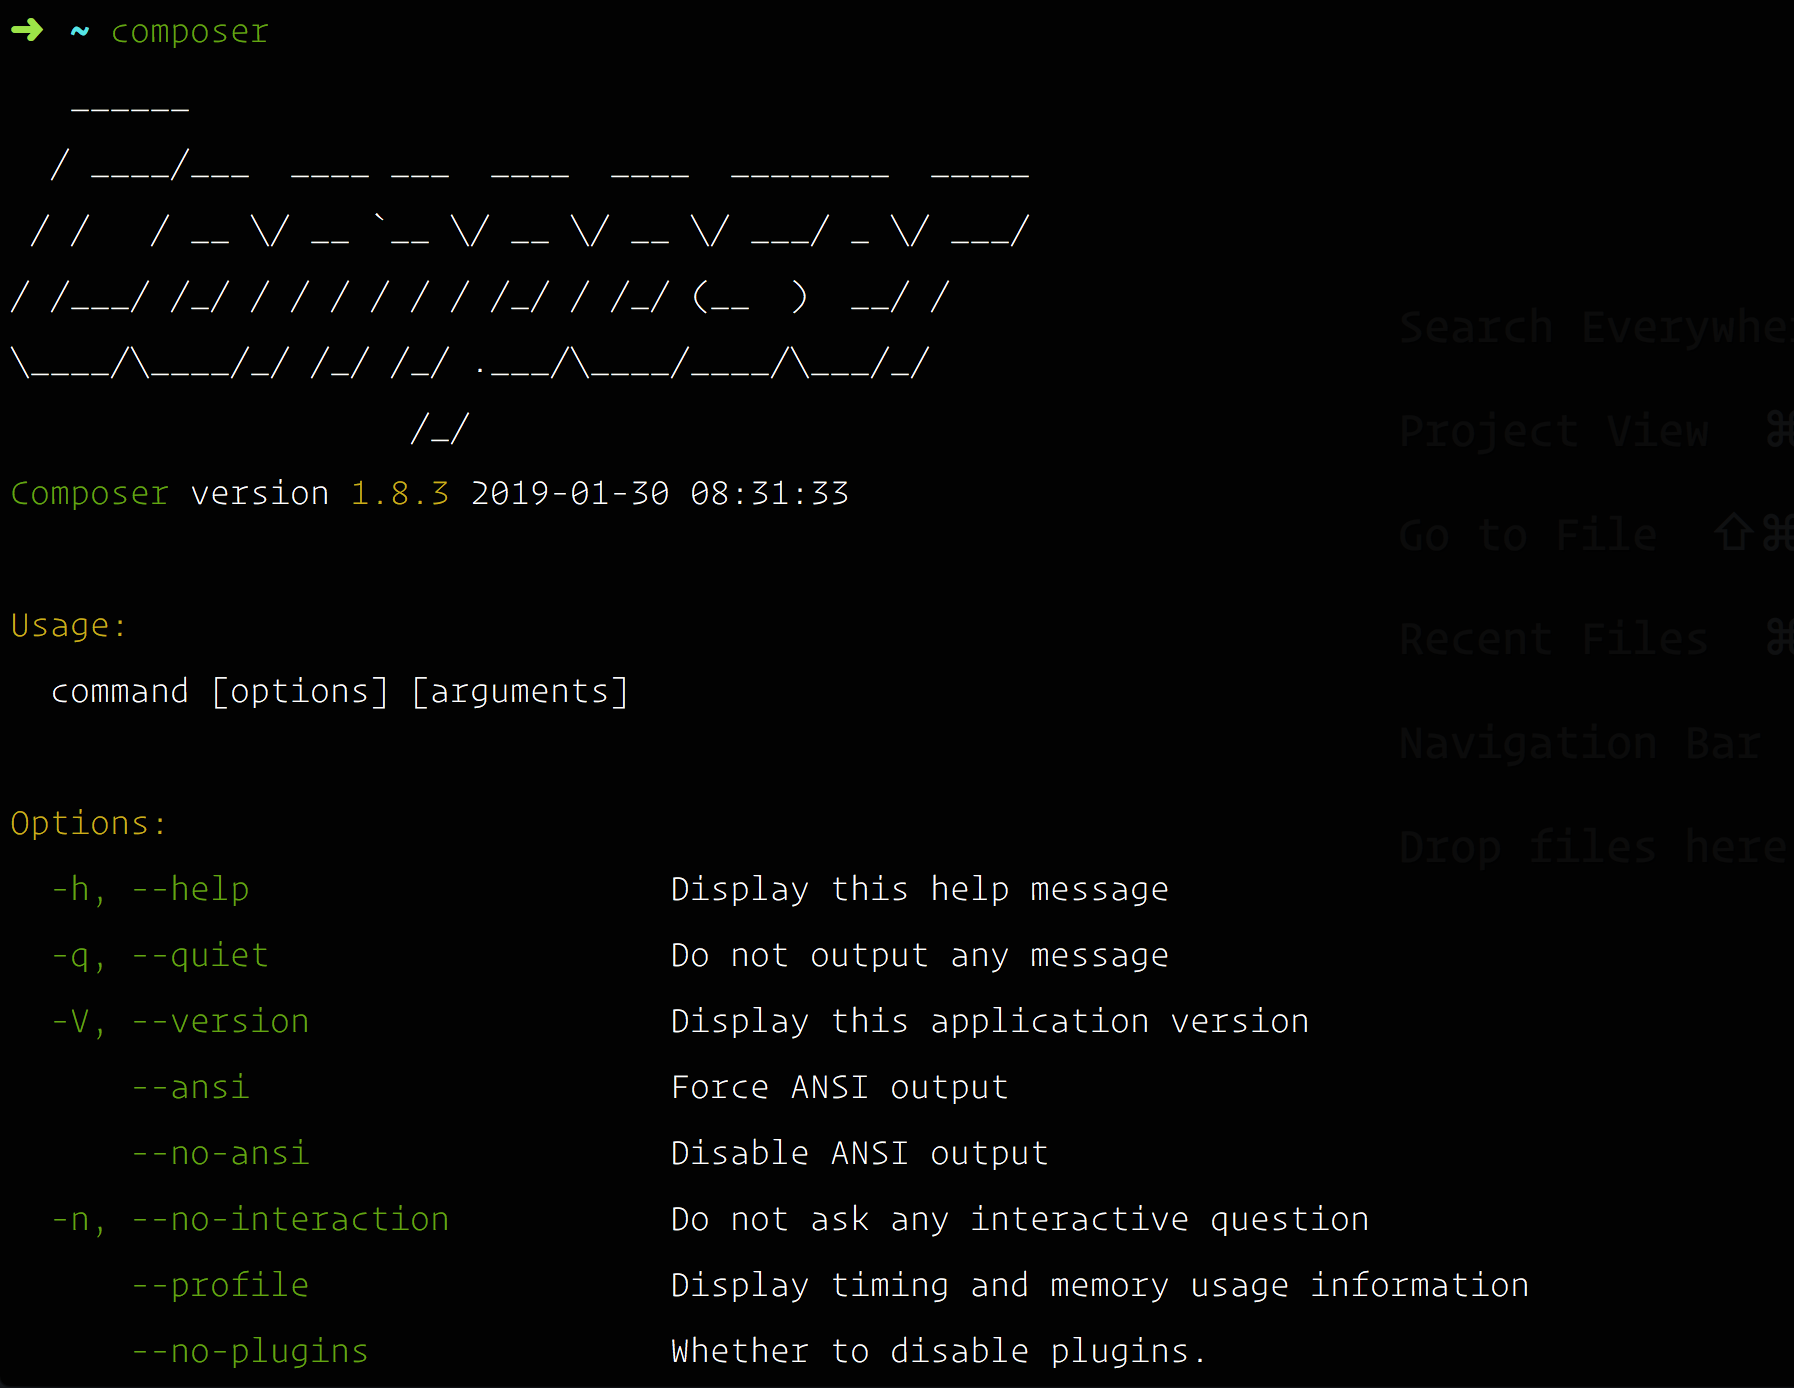 ➜ ~ composer
   ______
  / ____/___  ____ ___  ____  ____  ________  _____
 / /   / __ \/ __ `__ \/ __ \/ __ \/ ___/ _ \/ ___/
/ /___/ /_/ / / / / / / /_/ / /_/ (__  )  __/ /
\____/\____/_/ /_/ /_/ .___/\____/____/\___/_/
                    /_/
Composer version 1.8.3 2019-01-30 08:31:33
Usage:
  command [options] [arguments]
Options:
  -h, --help                     Display this help message
  -q, --quiet                    Do not output any message
  -V, --version                  Display this application version
      --ansi                     Force ANSI output
      --no-ansi                  Disable ANSI output
  -n, --no-interaction           Do not ask any interactive question
      --profile                  Display timing and memory usage information
      --no-plugins               Whether to disable plugins.
Search
Project View ⌘
Go to File ⇧⌘
Recent Files ⌘
Navigation Bar
Drop files here